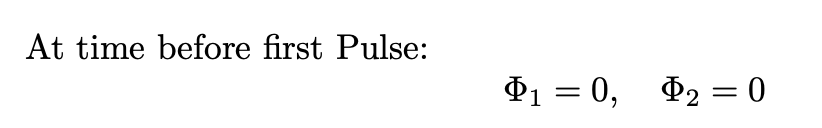 At time before first Pulse:
Φ₁ = 0, Φ₂ = 0